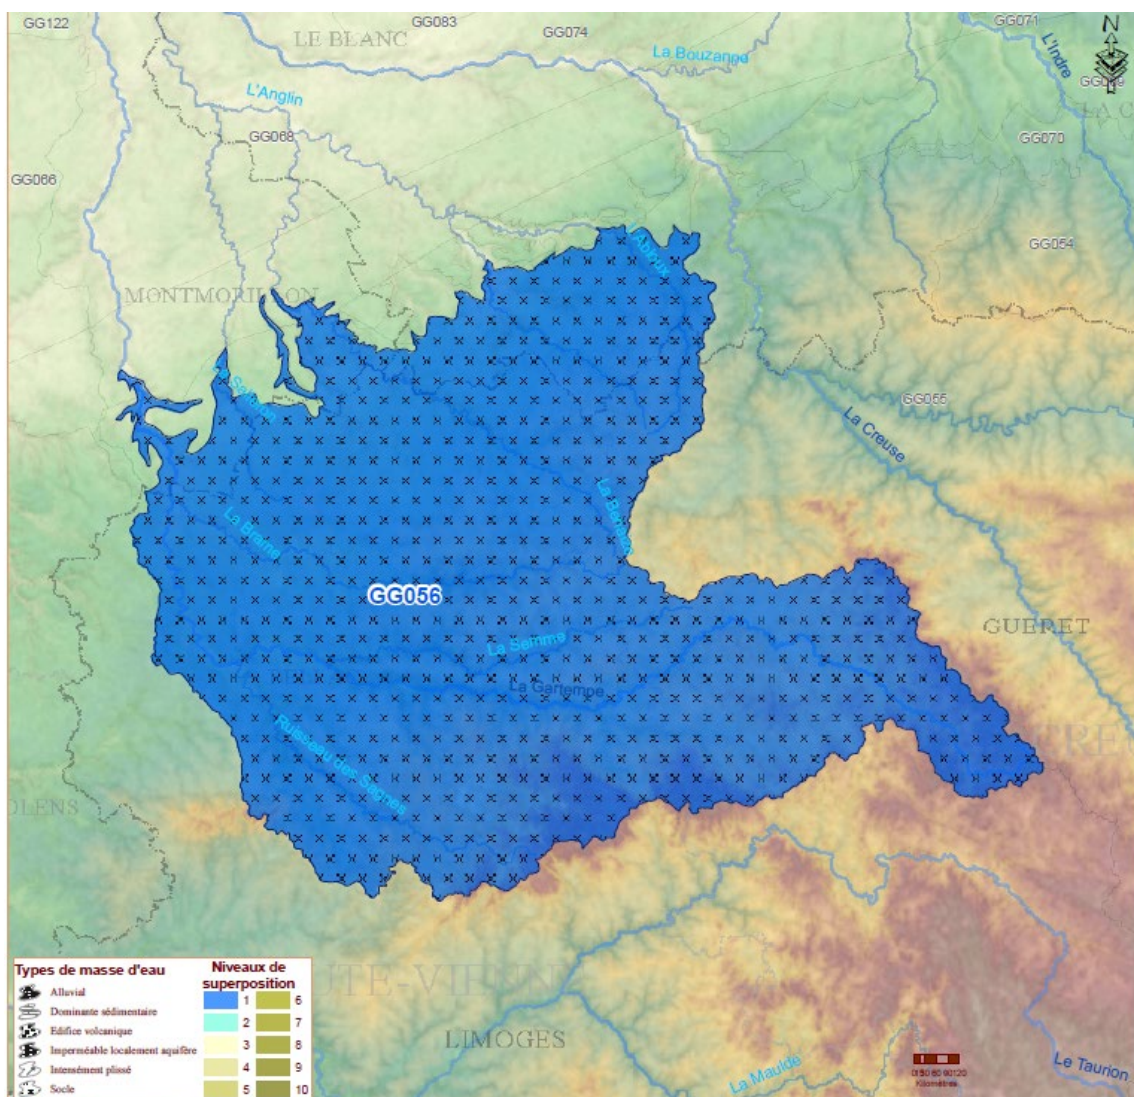 GG122
GG083
GG071
N
LE BLANC
GG074
La Bouzanne
L'Indre
L'Anglin
GG068
GG070
GG066
L'Abloux
GG054
MONTMORILLON
GG055
La Creuse
La Brame
GG056
GUERET
La Semme
La Gartempe
Ruisseau des Sagnes
LIMOGES
La Maulde
Le Taurion
Types de masse d'eau
Alluvial
Dominante sédimentaire
Edifice volcanique
Imperméable localement aquifère
Intensément plissé
Socle
Niveaux de
superposition
1 6
2 7
3 8
4 9
5 10
Kilomètres